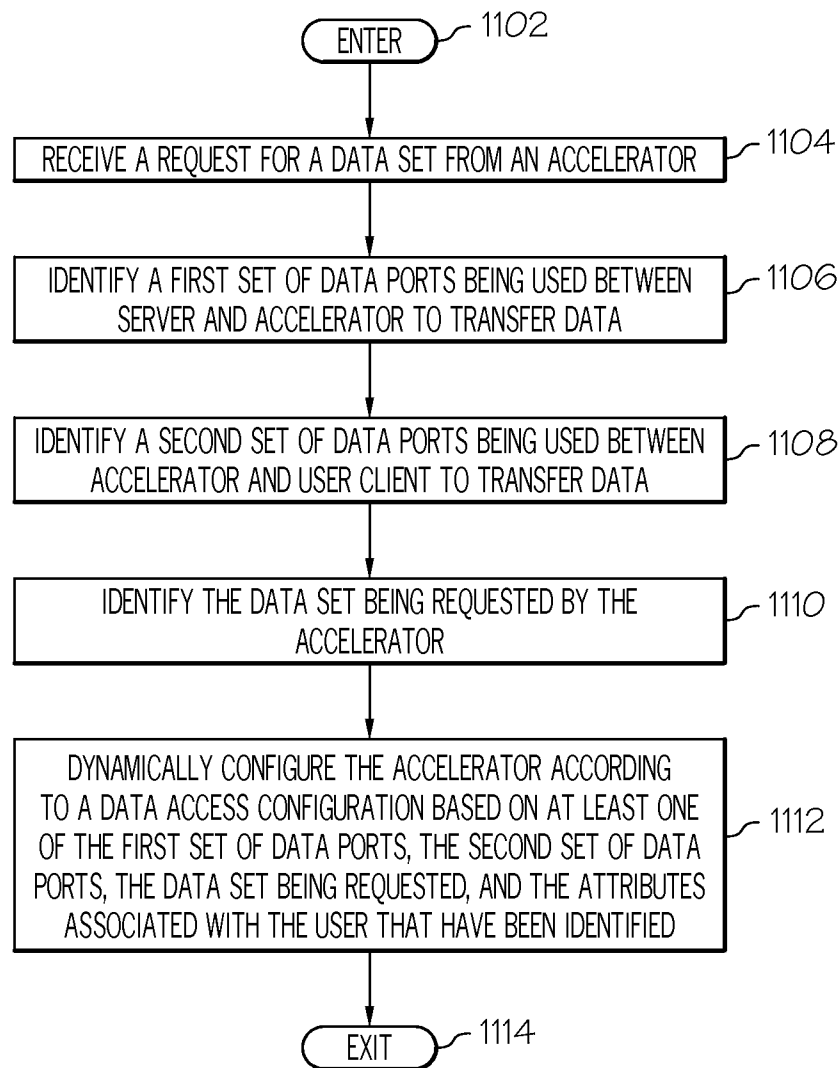 ENTER
1102
RECEIVE A REQUEST FOR A DATA SET FROM AN ACCELERATOR
1104
IDENTIFY A FIRST SET OF DATA PORTS BEING USED BETWEEN
SERVER AND ACCELERATOR TO TRANSFER DATA
1106
IDENTIFY A SECOND SET OF DATA PORTS BEING USED BETWEEN
ACCELERATOR AND USER CLIENT TO TRANSFER DATA
1108
IDENTIFY THE DATA SET BEING REQUESTED BY THE
ACCELERATOR
1110
DYNAMICALLY CONFIGURE THE ACCELERATOR ACCORDING
TO A DATA ACCESS CONFIGURATION BASED ON AT LEAST ONE
OF THE FIRST SET OF DATA PORTS, THE SECOND SET OF DATA
PORTS, THE DATA SET BEING REQUESTED, AND THE ATTRIBUTES
ASSOCIATED WITH THE USER THAT HAVE BEEN IDENTIFIED
1112
EXIT
1114